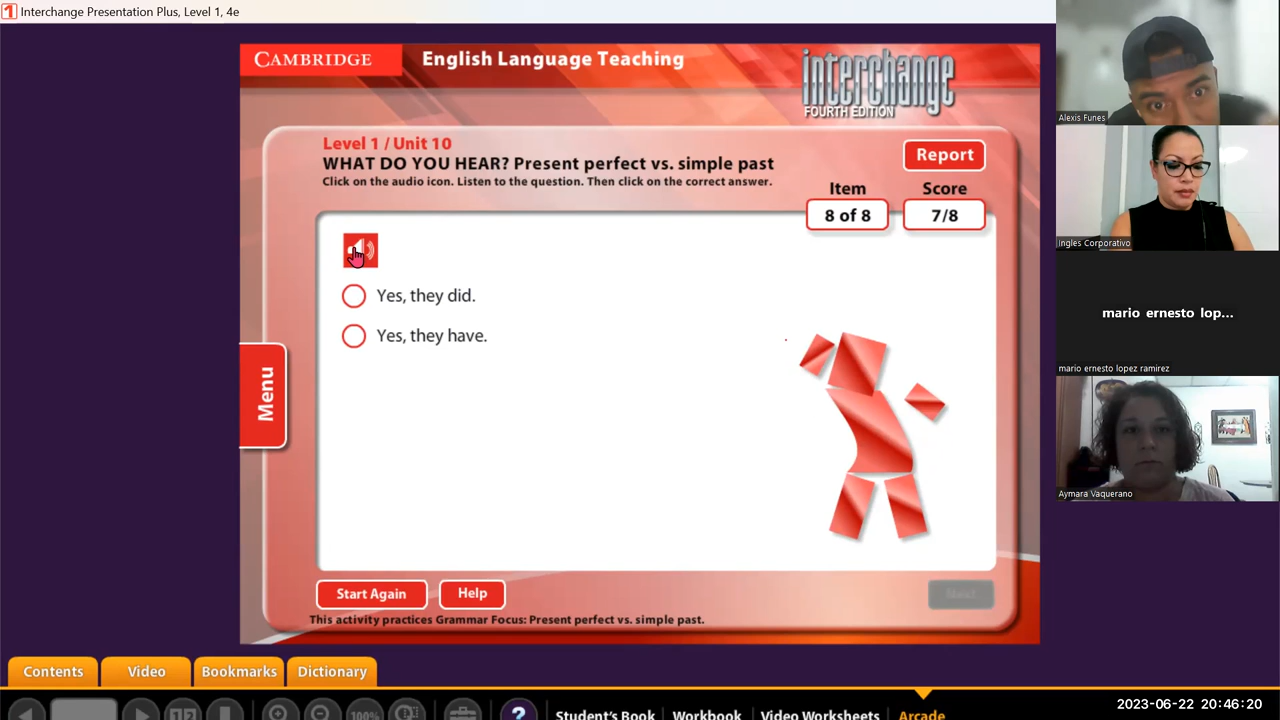 Interchange Presentation Plus, Level 1, 4e
CAMBRIDGE
English Language Teaching
interchange
FOURTH EDITION
Level 1 / Unit 10
WHAT DO YOU HEAR? Present perfect vs. simple past
Click on the audio icon. Listen to the question. Then click on the correct answer.
Report
Item
Score
8 of 8
7/8
Yes, they did.
Yes, they have.
Menu
Start Again
Help
Next
This activity practices Grammar Focus: Present perfect vs. simple past.
Contents
Video
Bookmarks
Dictionary
100%
?
Student's Book
Workbook
Video Worksheets
Arcade
Alexis Funes
Ingles Corporativo
mario ernesto lop...
mario ernesto lopez ramirez
Aymara Vaquerano
2023-06-22 20:46:20